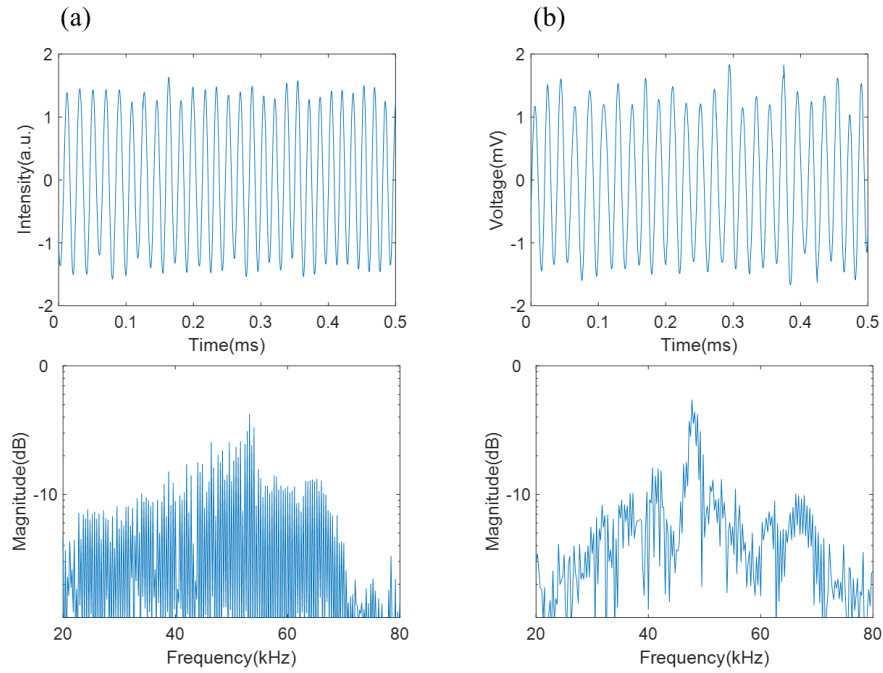 (a)
(b)
2
1
0
-1
-2
Intensity(a.u.)
0 0.1 0.2 0.3 0.4 0.5
Time(ms)
2
1
0
-1
-2
Voltage(mV)
0 0.1 0.2 0.3 0.4 0.5
Time(ms)
0
-10
Magnitude(dB)
20 40 60 80
Frequency(kHz)
0
-10
Magnitude(dB)
20 40 60 80
Frequency(kHz)